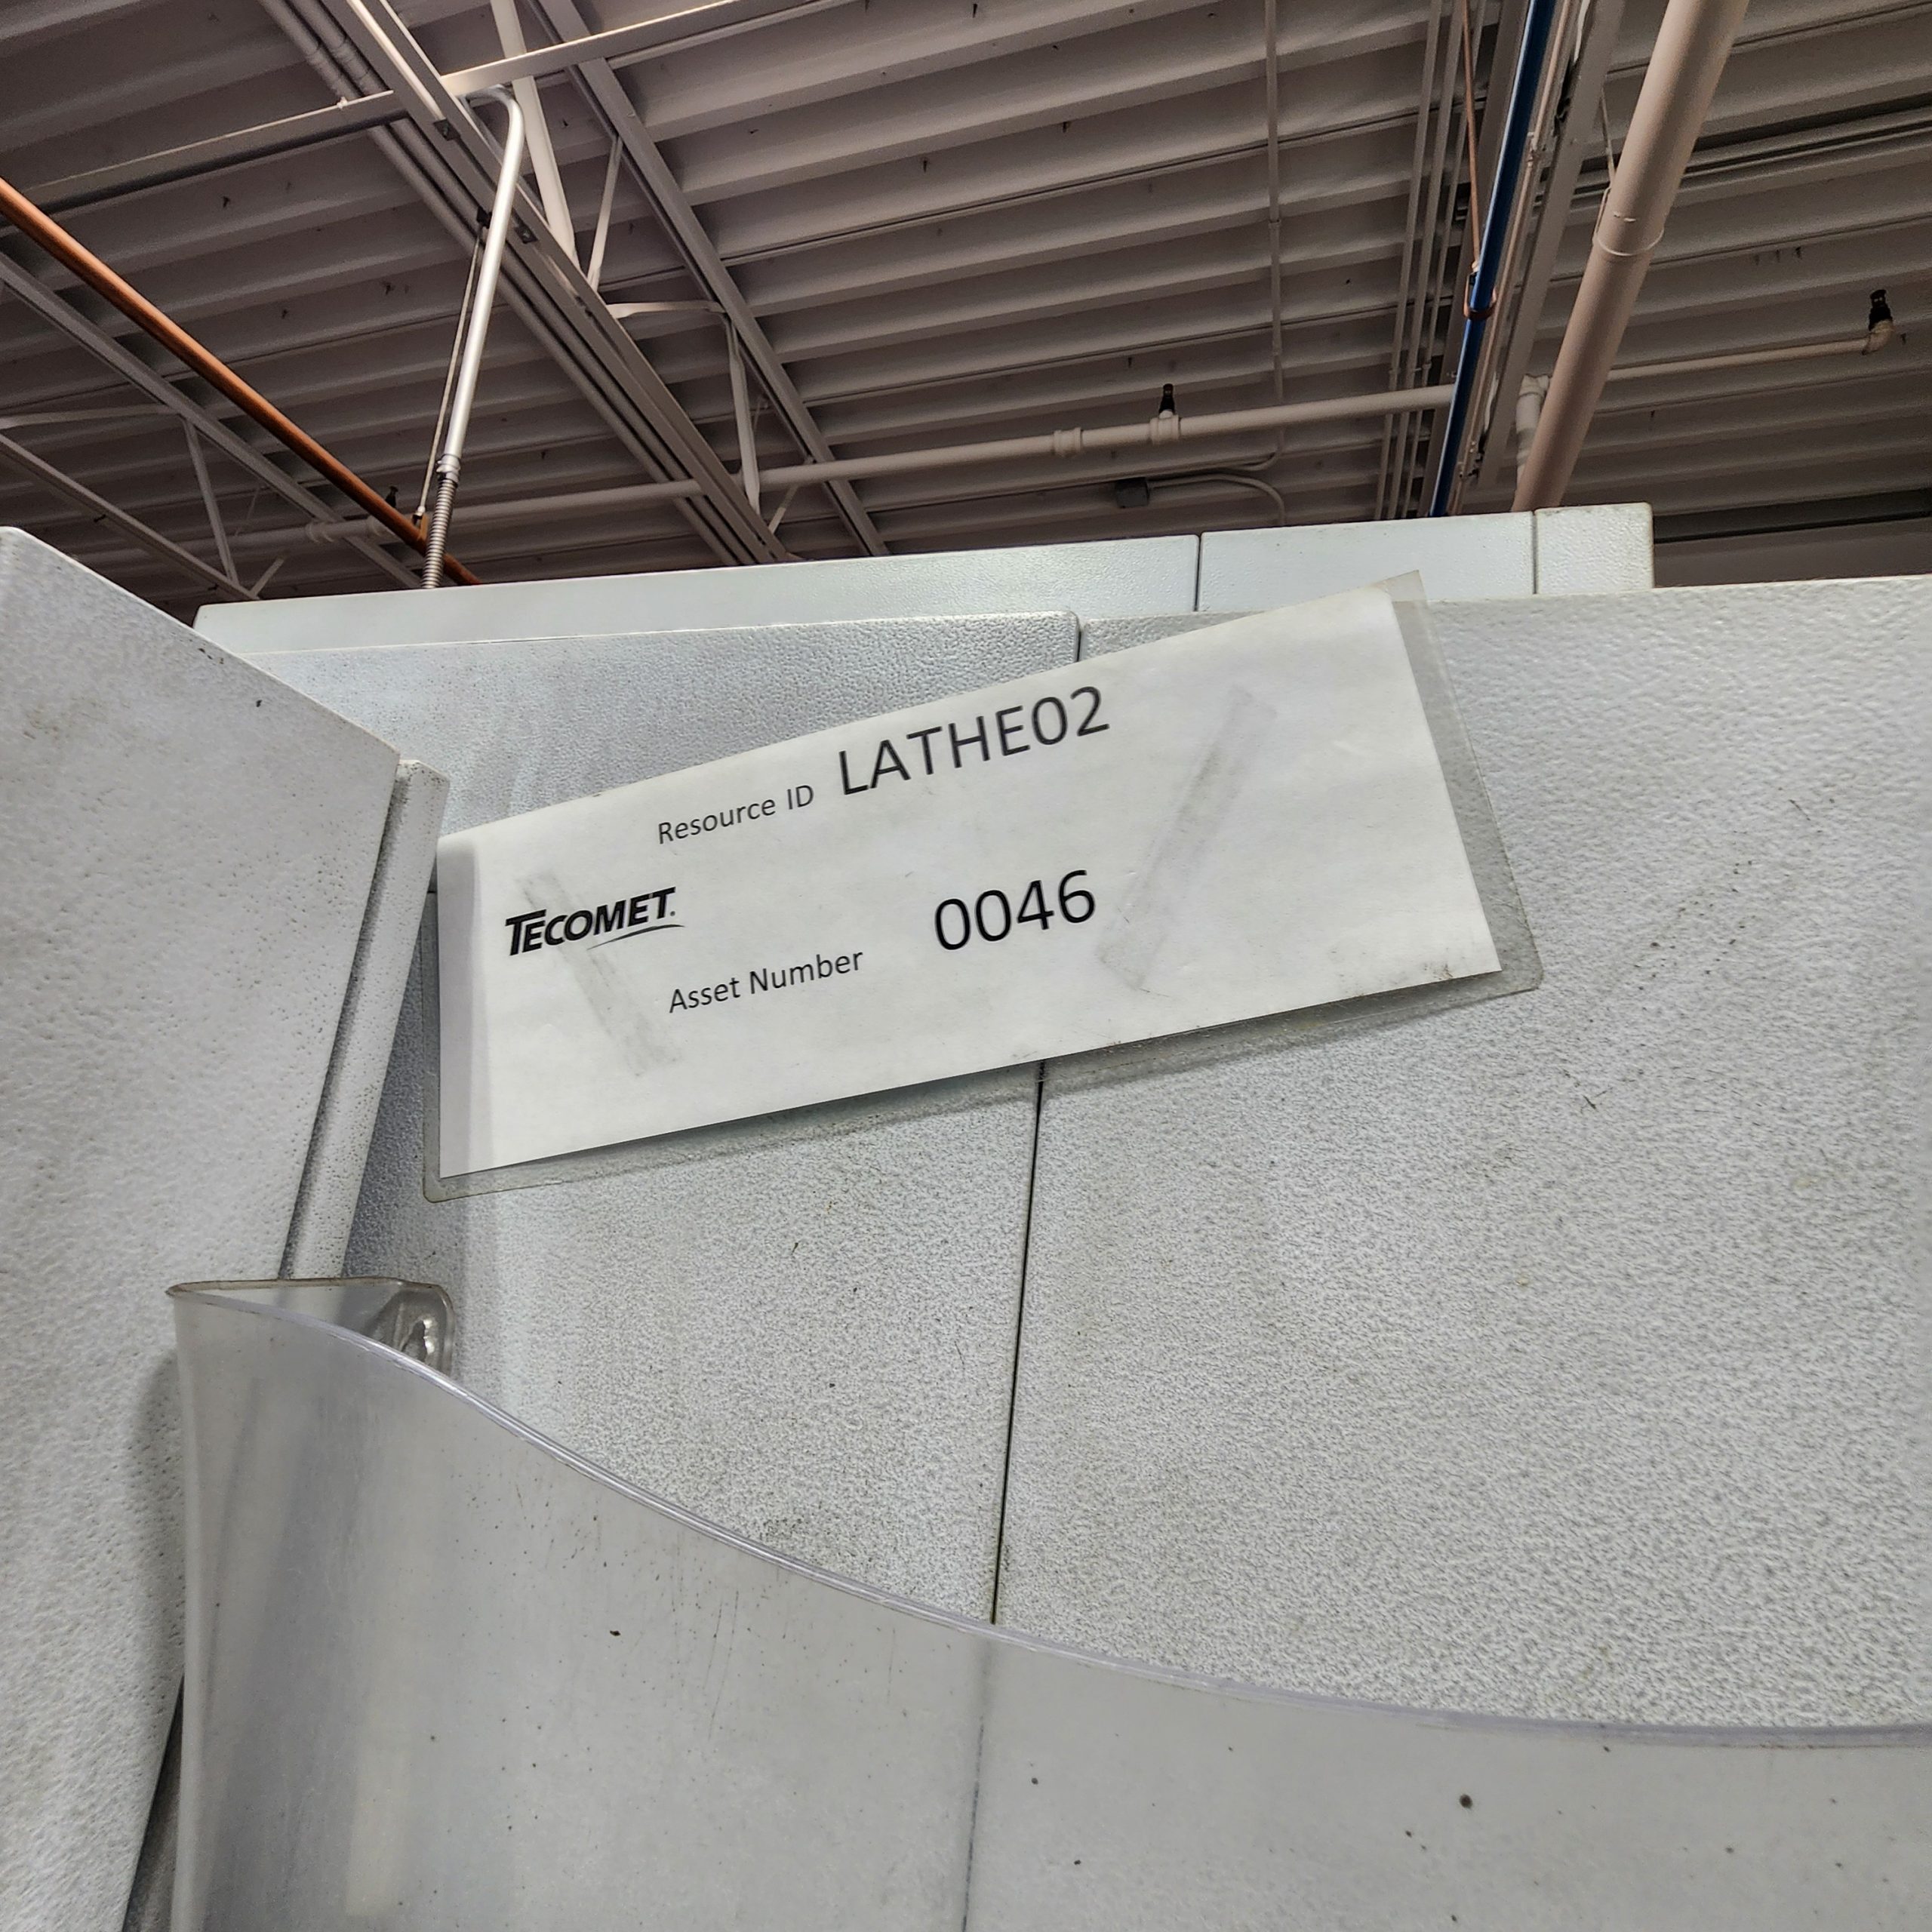 Resource ID LATHE02
TECOMET.
Asset Number 0046